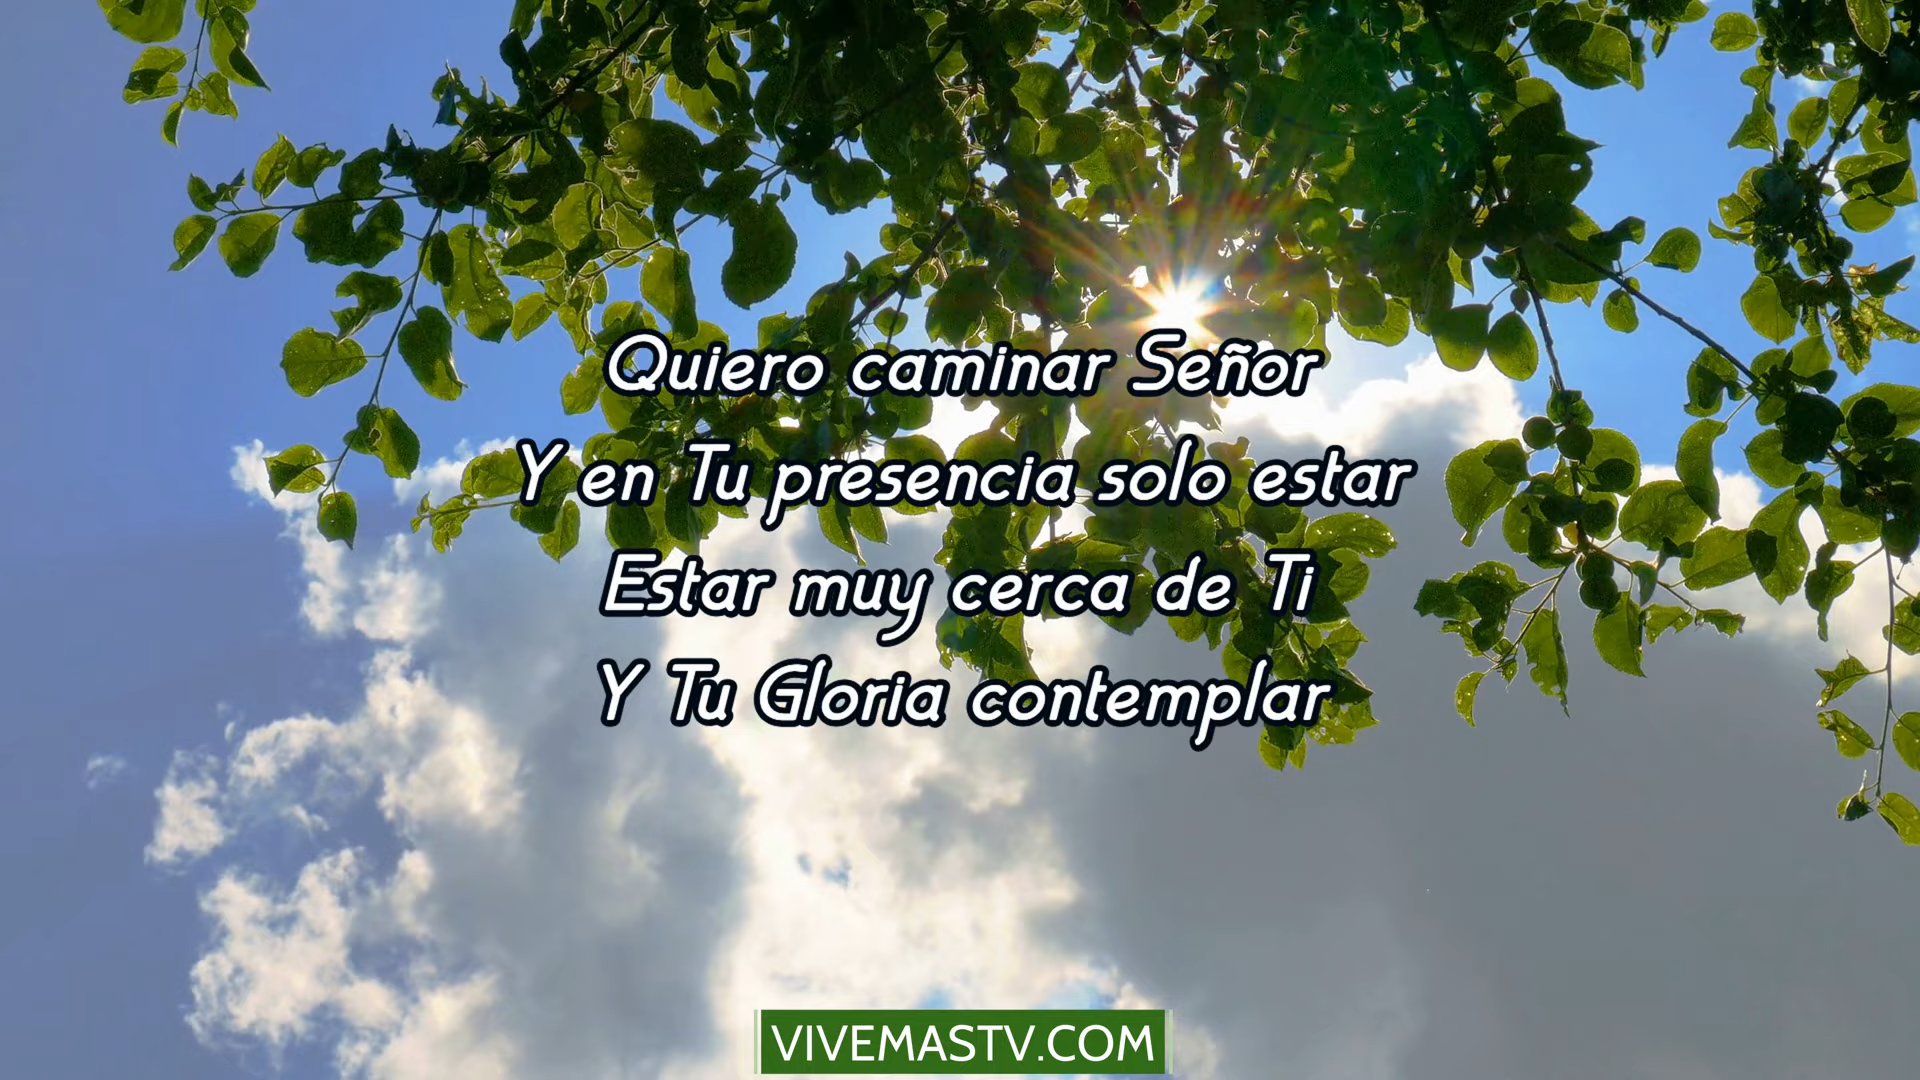 Quiero caminar Señor
Y en Tu presencia solo estar
Estar muy cerca de Ti
Y Tu Gloria contemplar
VIVEMASTV.COM